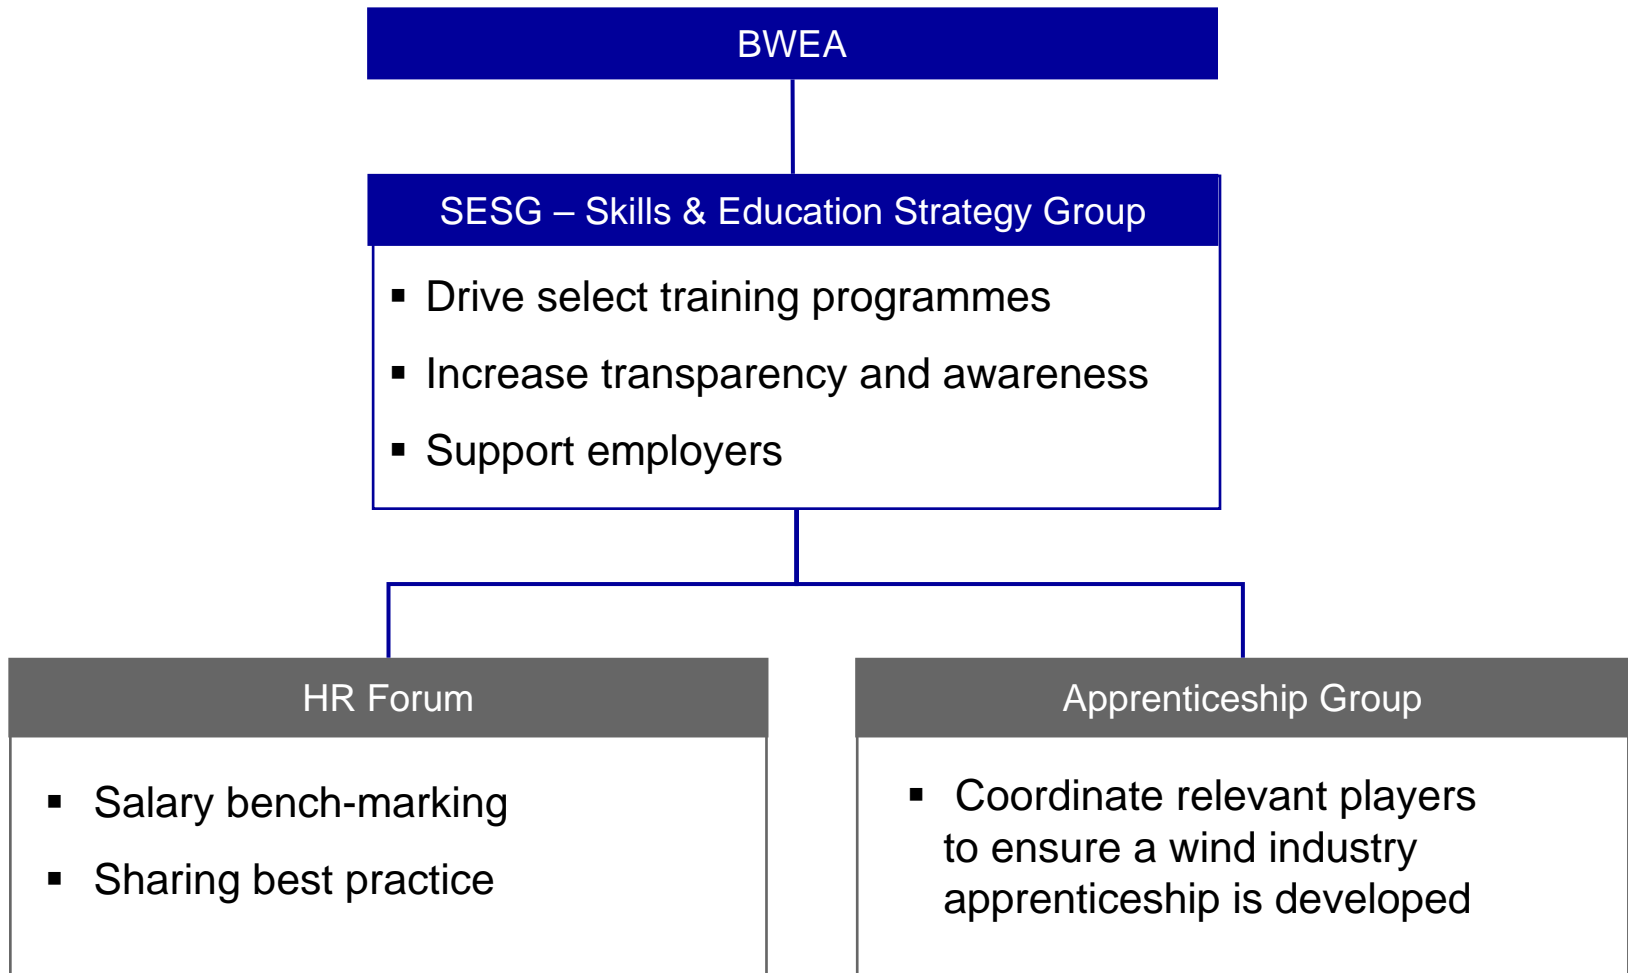 BWEA
SESG – Skills & Education Strategy Group
▪ Drive select training programmes
▪ Increase transparency and awareness
▪ Support employers
HR Forum
▪ Salary bench-marking
▪ Sharing best practice
Apprenticeship Group
▪ Coordinate relevant players
to ensure a wind industry
apprenticeship is developed